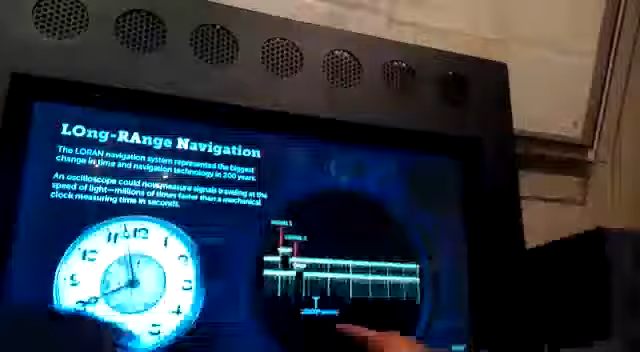 LOng-RAnge Navigation
The LORAN navigation system represented the biggest
change in time and navigation technology in 200 years.
An oscilloscope could now measure signals traveling at the
speed of light—millions of times faster than a mechanical
clock measuring time in seconds.